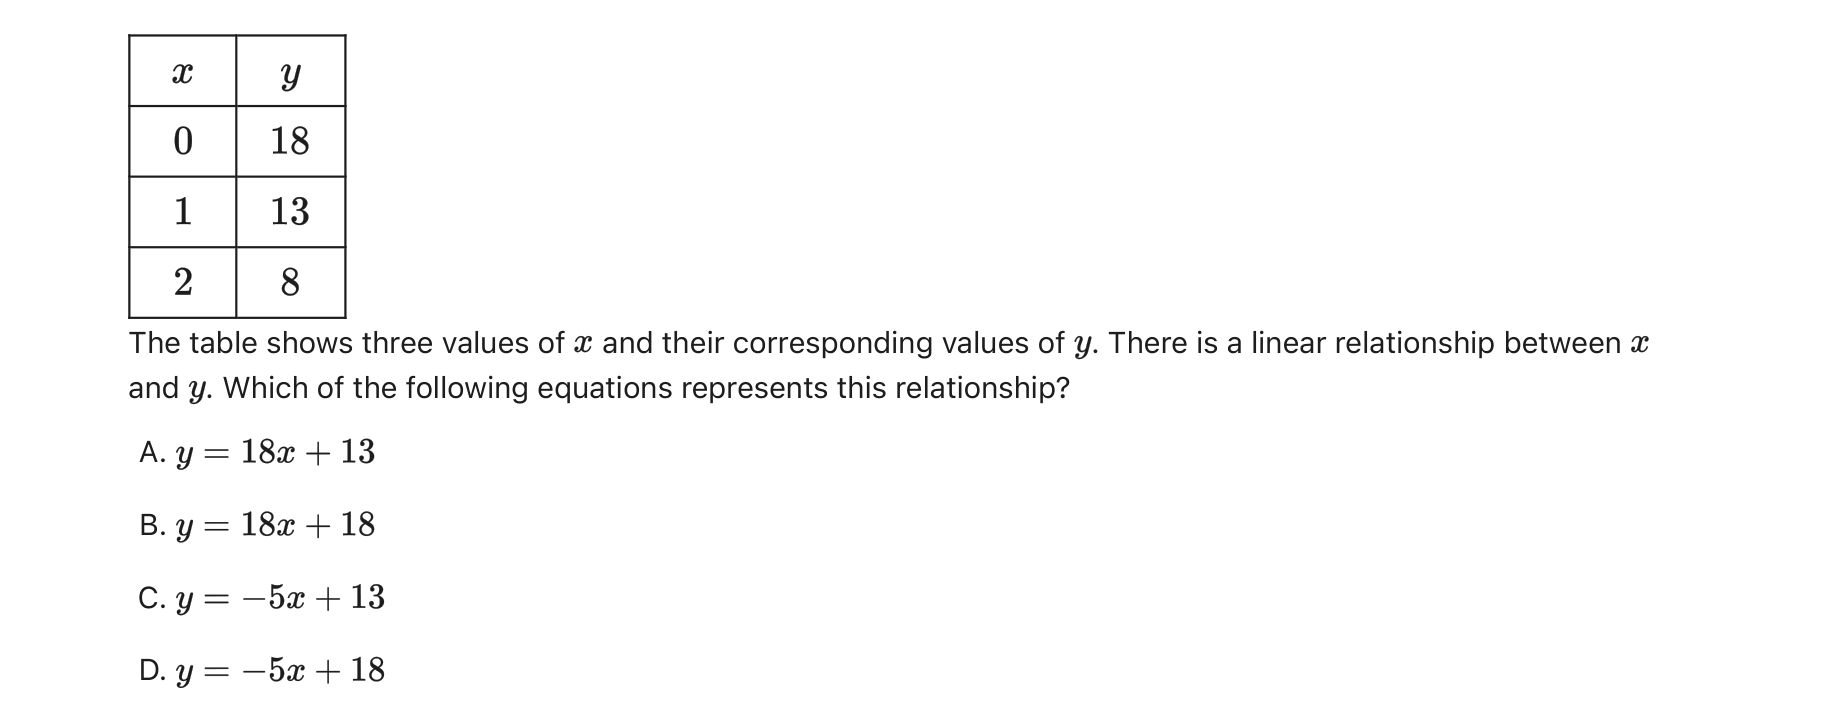 x y
0 18
1 13
2 8
The table shows three values of x and their corresponding values of y. There is a linear relationship between x
and y. Which of the following equations represents this relationship?
A. y = 18x + 13
B. y = 18x + 18
C. y = −5x + 13
D. y = −5x + 18